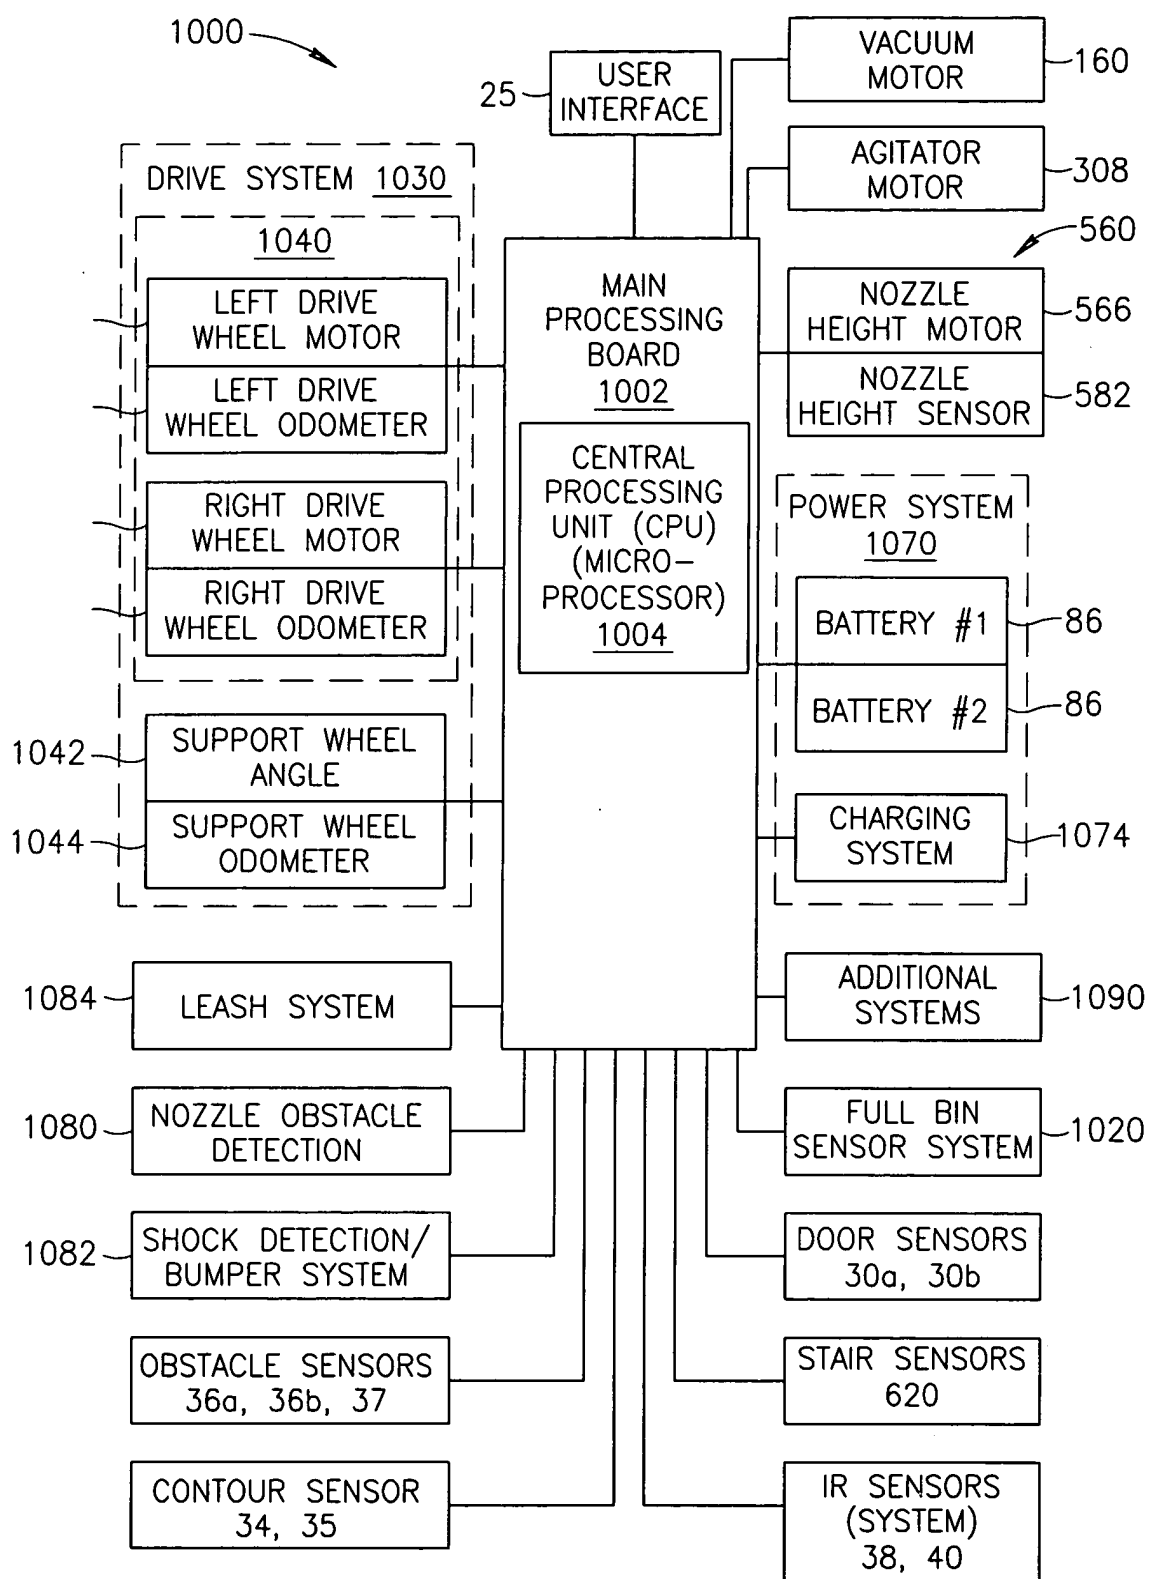 1000
25
USER
INTERFACE
VACUUM
MOTOR
160
AGITATOR
MOTOR
308
560
NOZZLE
HEIGHT MOTOR
566
NOZZLE
HEIGHT SENSOR
582
DRIVE SYSTEM 1030
1040
LEFT DRIVE
WHEEL MOTOR
LEFT DRIVE
WHEEL ODOMETER
RIGHT DRIVE
WHEEL MOTOR
RIGHT DRIVE
WHEEL ODOMETER
1042
SUPPORT WHEEL
ANGLE
1044
SUPPORT WHEEL
ODOMETER
MAIN
PROCESSING
BOARD
1002
CENTRAL
PROCESSING
UNIT (CPU)
(MICRO-
PROCESSOR)
1004
POWER SYSTEM
1070
BATTERY #1
86
BATTERY #2
86
CHARGING
SYSTEM
1074
1084
LEASH SYSTEM
ADDITIONAL
SYSTEMS
1090
1080
NOZZLE OBSTACLE
DETECTION
FULL BIN
SENSOR SYSTEM
1020
1082
SHOCK DETECTION/
BUMPER SYSTEM
DOOR SENSORS
30a, 30b
OBSTACLE SENSORS
36a, 36b, 37
STAIR SENSORS
620
CONTOUR SENSOR
34, 35
IR SENSORS
(SYSTEM)
38, 40